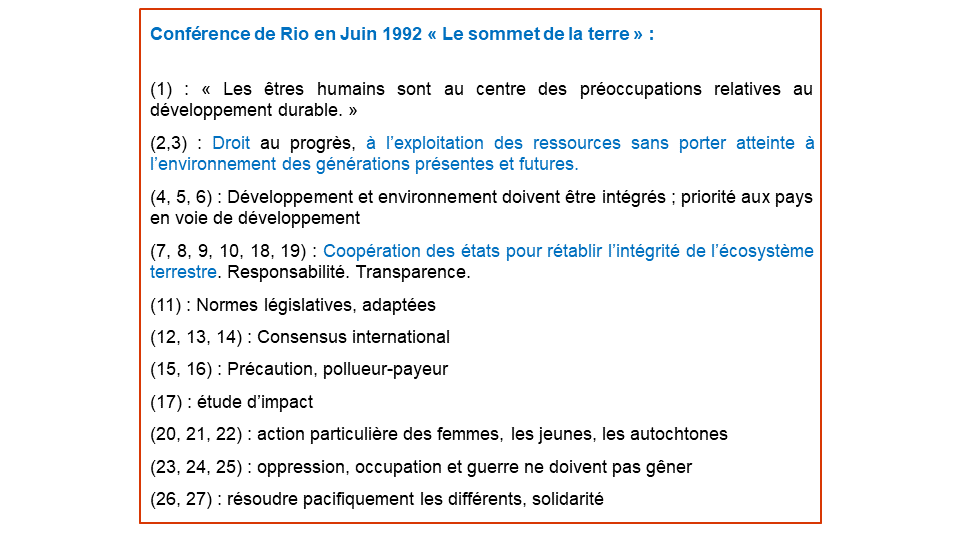 Conférence de Rio en Juin 1992 « Le sommet de la terre » :
(1) : « Les êtres humains sont au centre des préoccupations relatives au
développement durable. »
(2,3) : Droit au progrès, à l’exploitation des ressources sans porter atteinte à
l’environnement des générations présentes et futures.
(4, 5, 6) : Développement et environnement doivent être intégrés ; priorité aux pays
en voie de développement
(7, 8, 9, 10, 18, 19) : Coopération des états pour rétablir l’intégrité de l’écosystème
terrestre. Responsabilité. Transparence.
(11) : Normes législatives, adaptées
(12, 13, 14) : Consensus international
(15, 16) : Précaution, pollueur-payeur
(17) : étude d’impact
(20, 21, 22) : action particulière des femmes, les jeunes, les autochtones
(23, 24, 25) : oppression, occupation et guerre ne doivent pas gêner
(26, 27) : résoudre pacifiquement les différents, solidarité